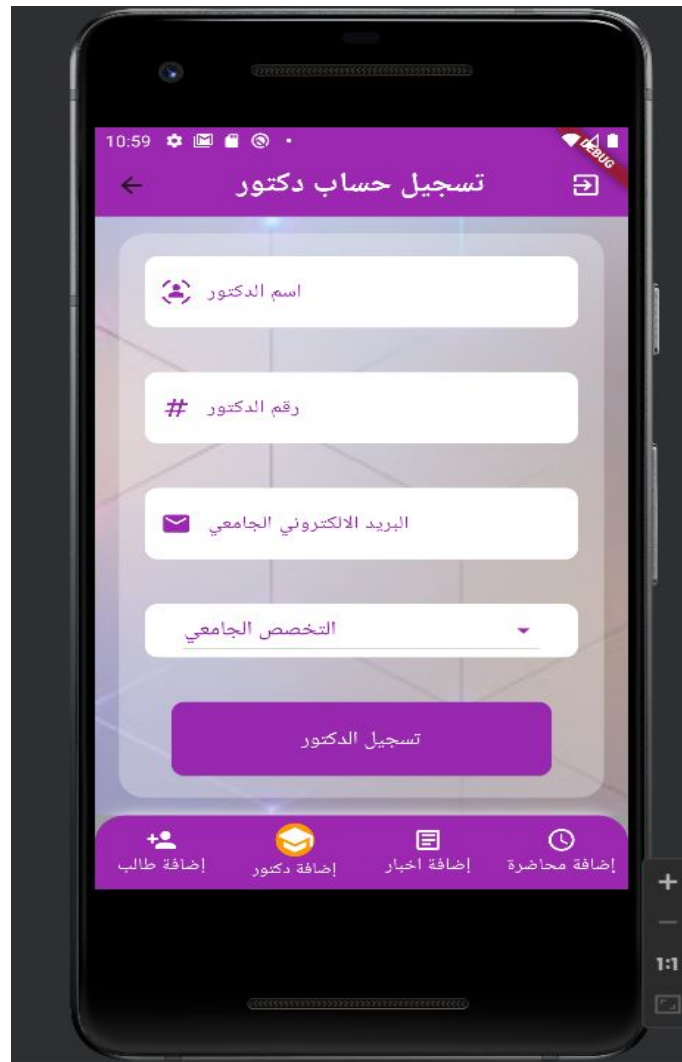 10:59
DEBUG
تسجيل حساب دكتور
اسم الدكتور
رقم الدكتور
البريد الالكتروني الجامعي
التخصص الجامعي
تسجيل الدكتور
إضافة محاضرة
إضافة اخبار
إضافة دكتور
إضافة طالب
1:1